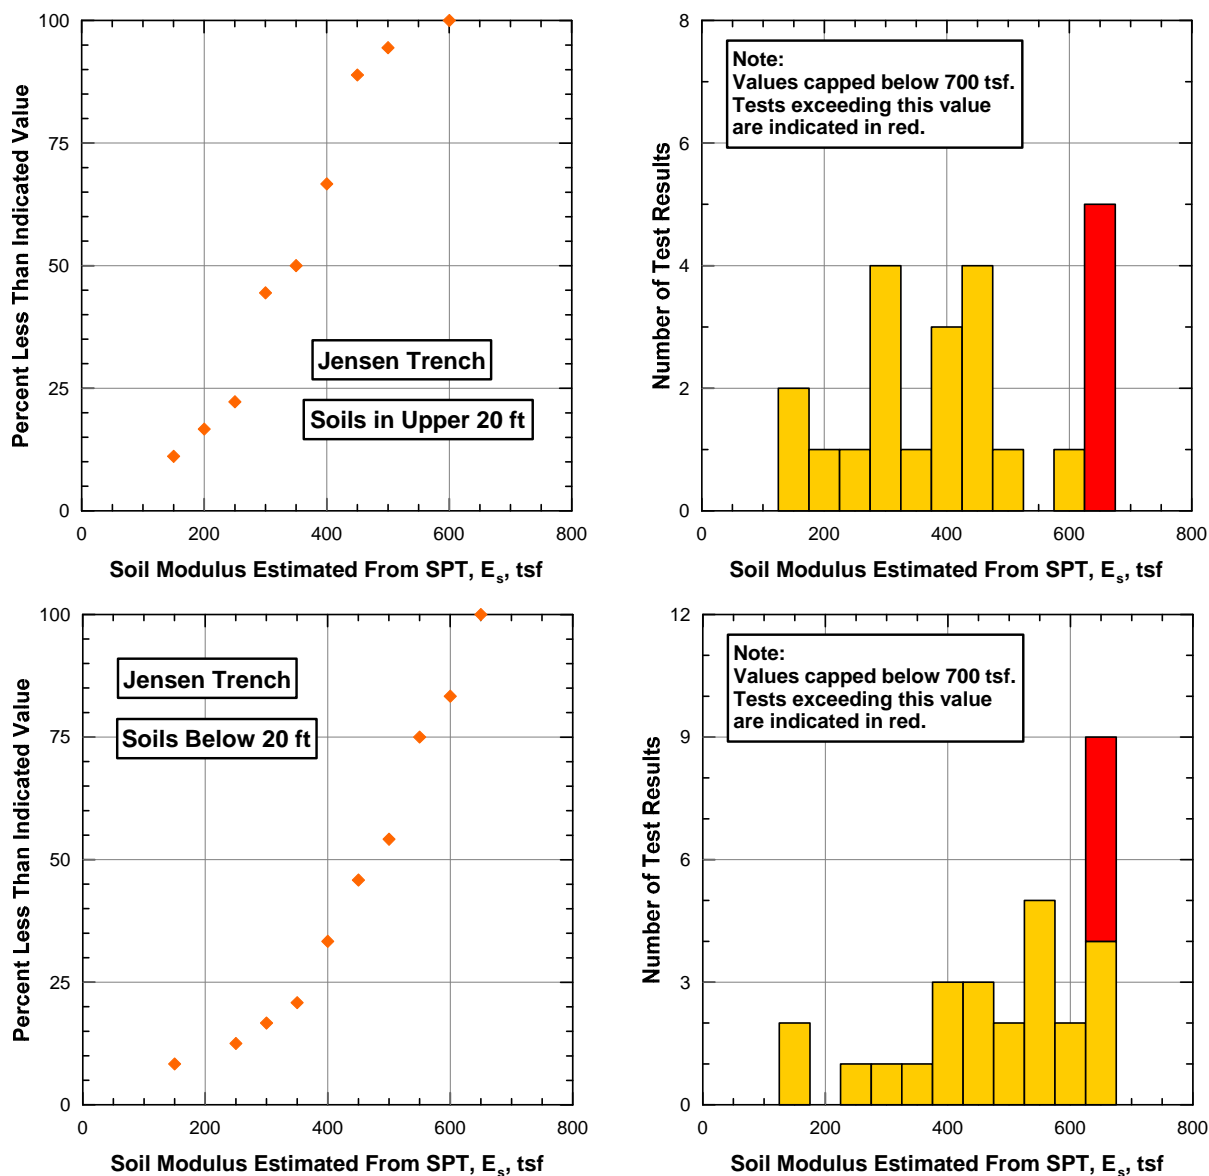 100
75
50
25
0
Percent Less Than Indicated Value
Jensen Trench
Soils in Upper 20 ft
0 200 400 600 800
Soil Modulus Estimated From SPT, Es, tsf
8
6
4
2
0
Number of Test Results
Note:
Values capped below 700 tsf.
Tests exceeding this value
are indicated in red.
0 200 400 600 800
Soil Modulus Estimated From SPT, Es, tsf
100
75
50
25
0
Percent Less Than Indicated Value
Jensen Trench
Soils Below 20 ft
0 200 400 600 800
Soil Modulus Estimated From SPT, Es, tsf
12
9
6
3
0
Number of Test Results
Note:
Values capped below 700 tsf.
Tests exceeding this value
are indicated in red.
0 200 400 600 800
Soil Modulus Estimated From SPT, Es, tsf